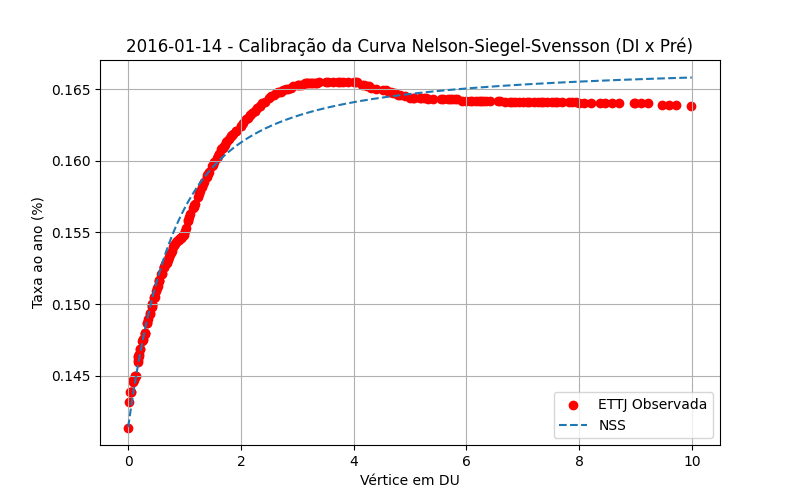 2016-01-14 - Calibração da Curva Nelson-Siegel-Svensson (DI x Pré)
Taxa ao ano (%)
0.165
0.160
0.155
0.150
0.145
ETTJ Observada
NSS
0 2 4 6 8 10
Vértice em DU